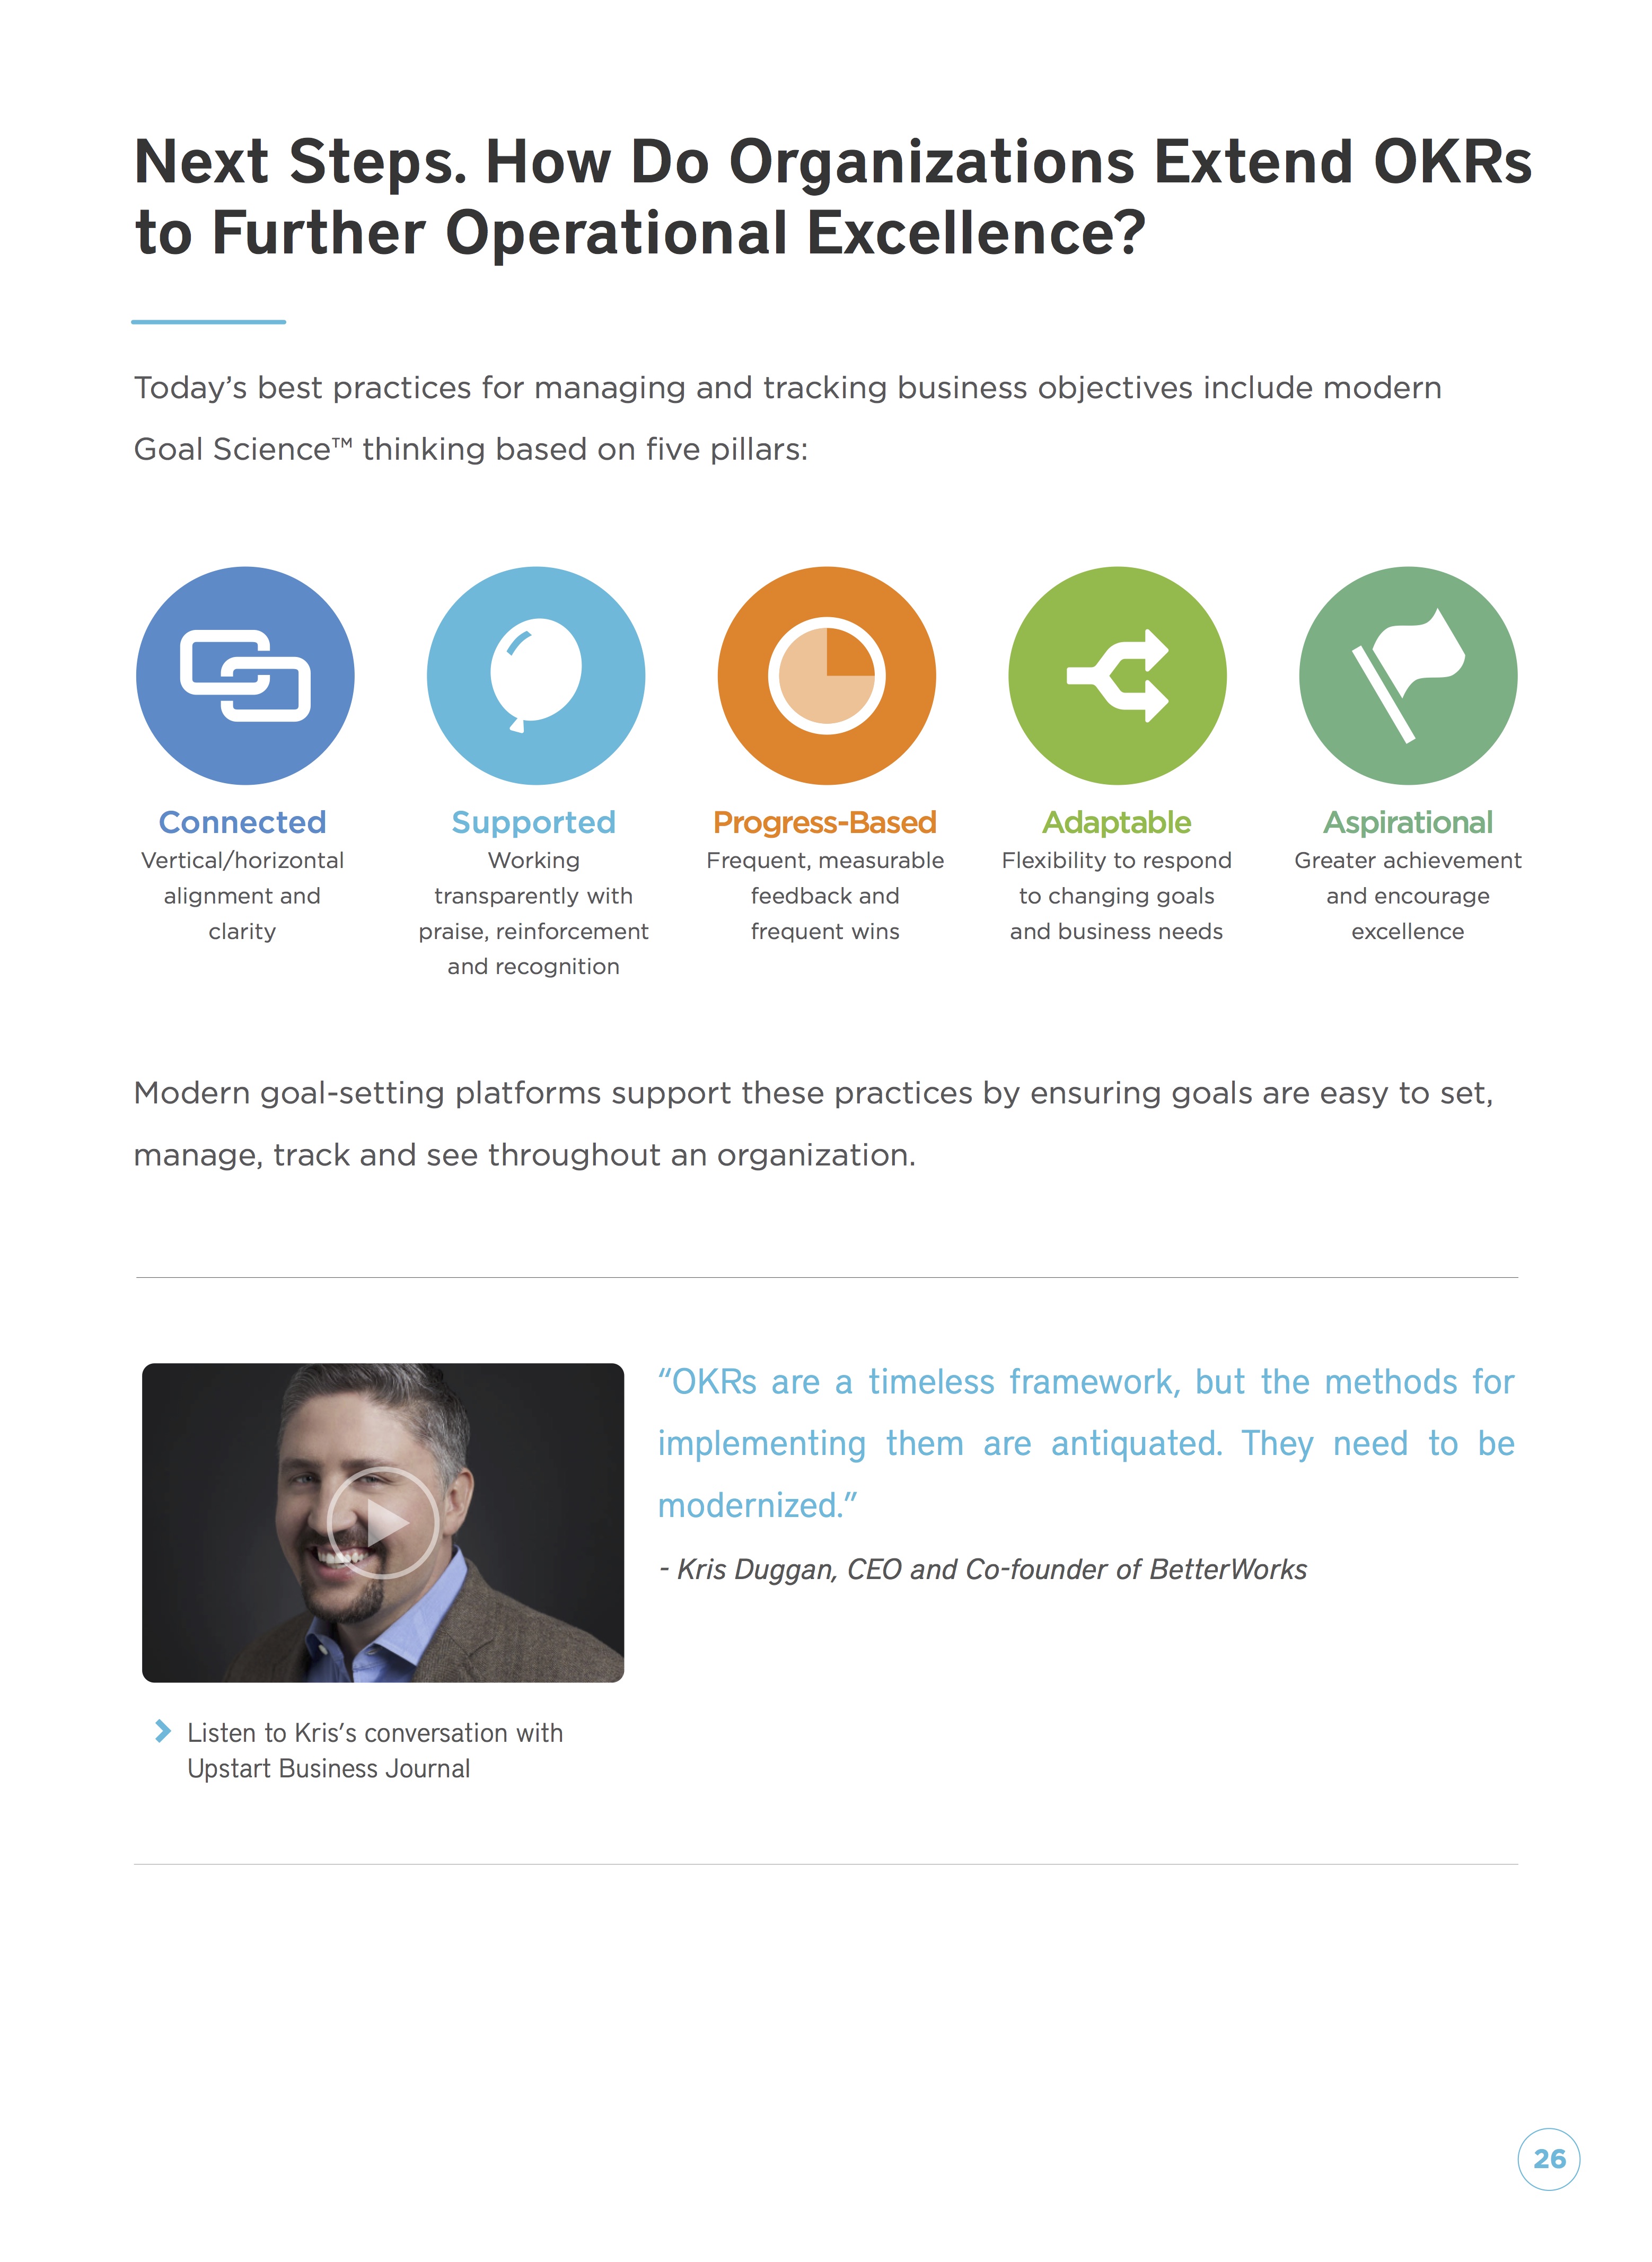 Next Steps. How Do Organizations Extend OKRs
to Further Operational Excellence?
Today’s best practices for managing and tracking business objectives include modern
Goal Science™ thinking based on five pillars:
Connected
Vertical/horizontal
alignment and
clarity
Supported
Working
transparently with
praise, reinforcement
and recognition
Progress-Based
Frequent, measurable
feedback and
frequent wins
Adaptable
Flexibility to respond
to changing goals
and business needs
Aspirational
Greater achievement
and encourage
excellence
Modern goal-setting platforms support these practices by ensuring goals are easy to set,
manage, track and see throughout an organization.
“OKRs are a timeless framework, but the methods for
implementing them are antiquated. They need to be
modernized.”
- Kris Duggan, CEO and Co-founder of BetterWorks
Listen to Kris’s conversation with
Upstart Business Journal
26